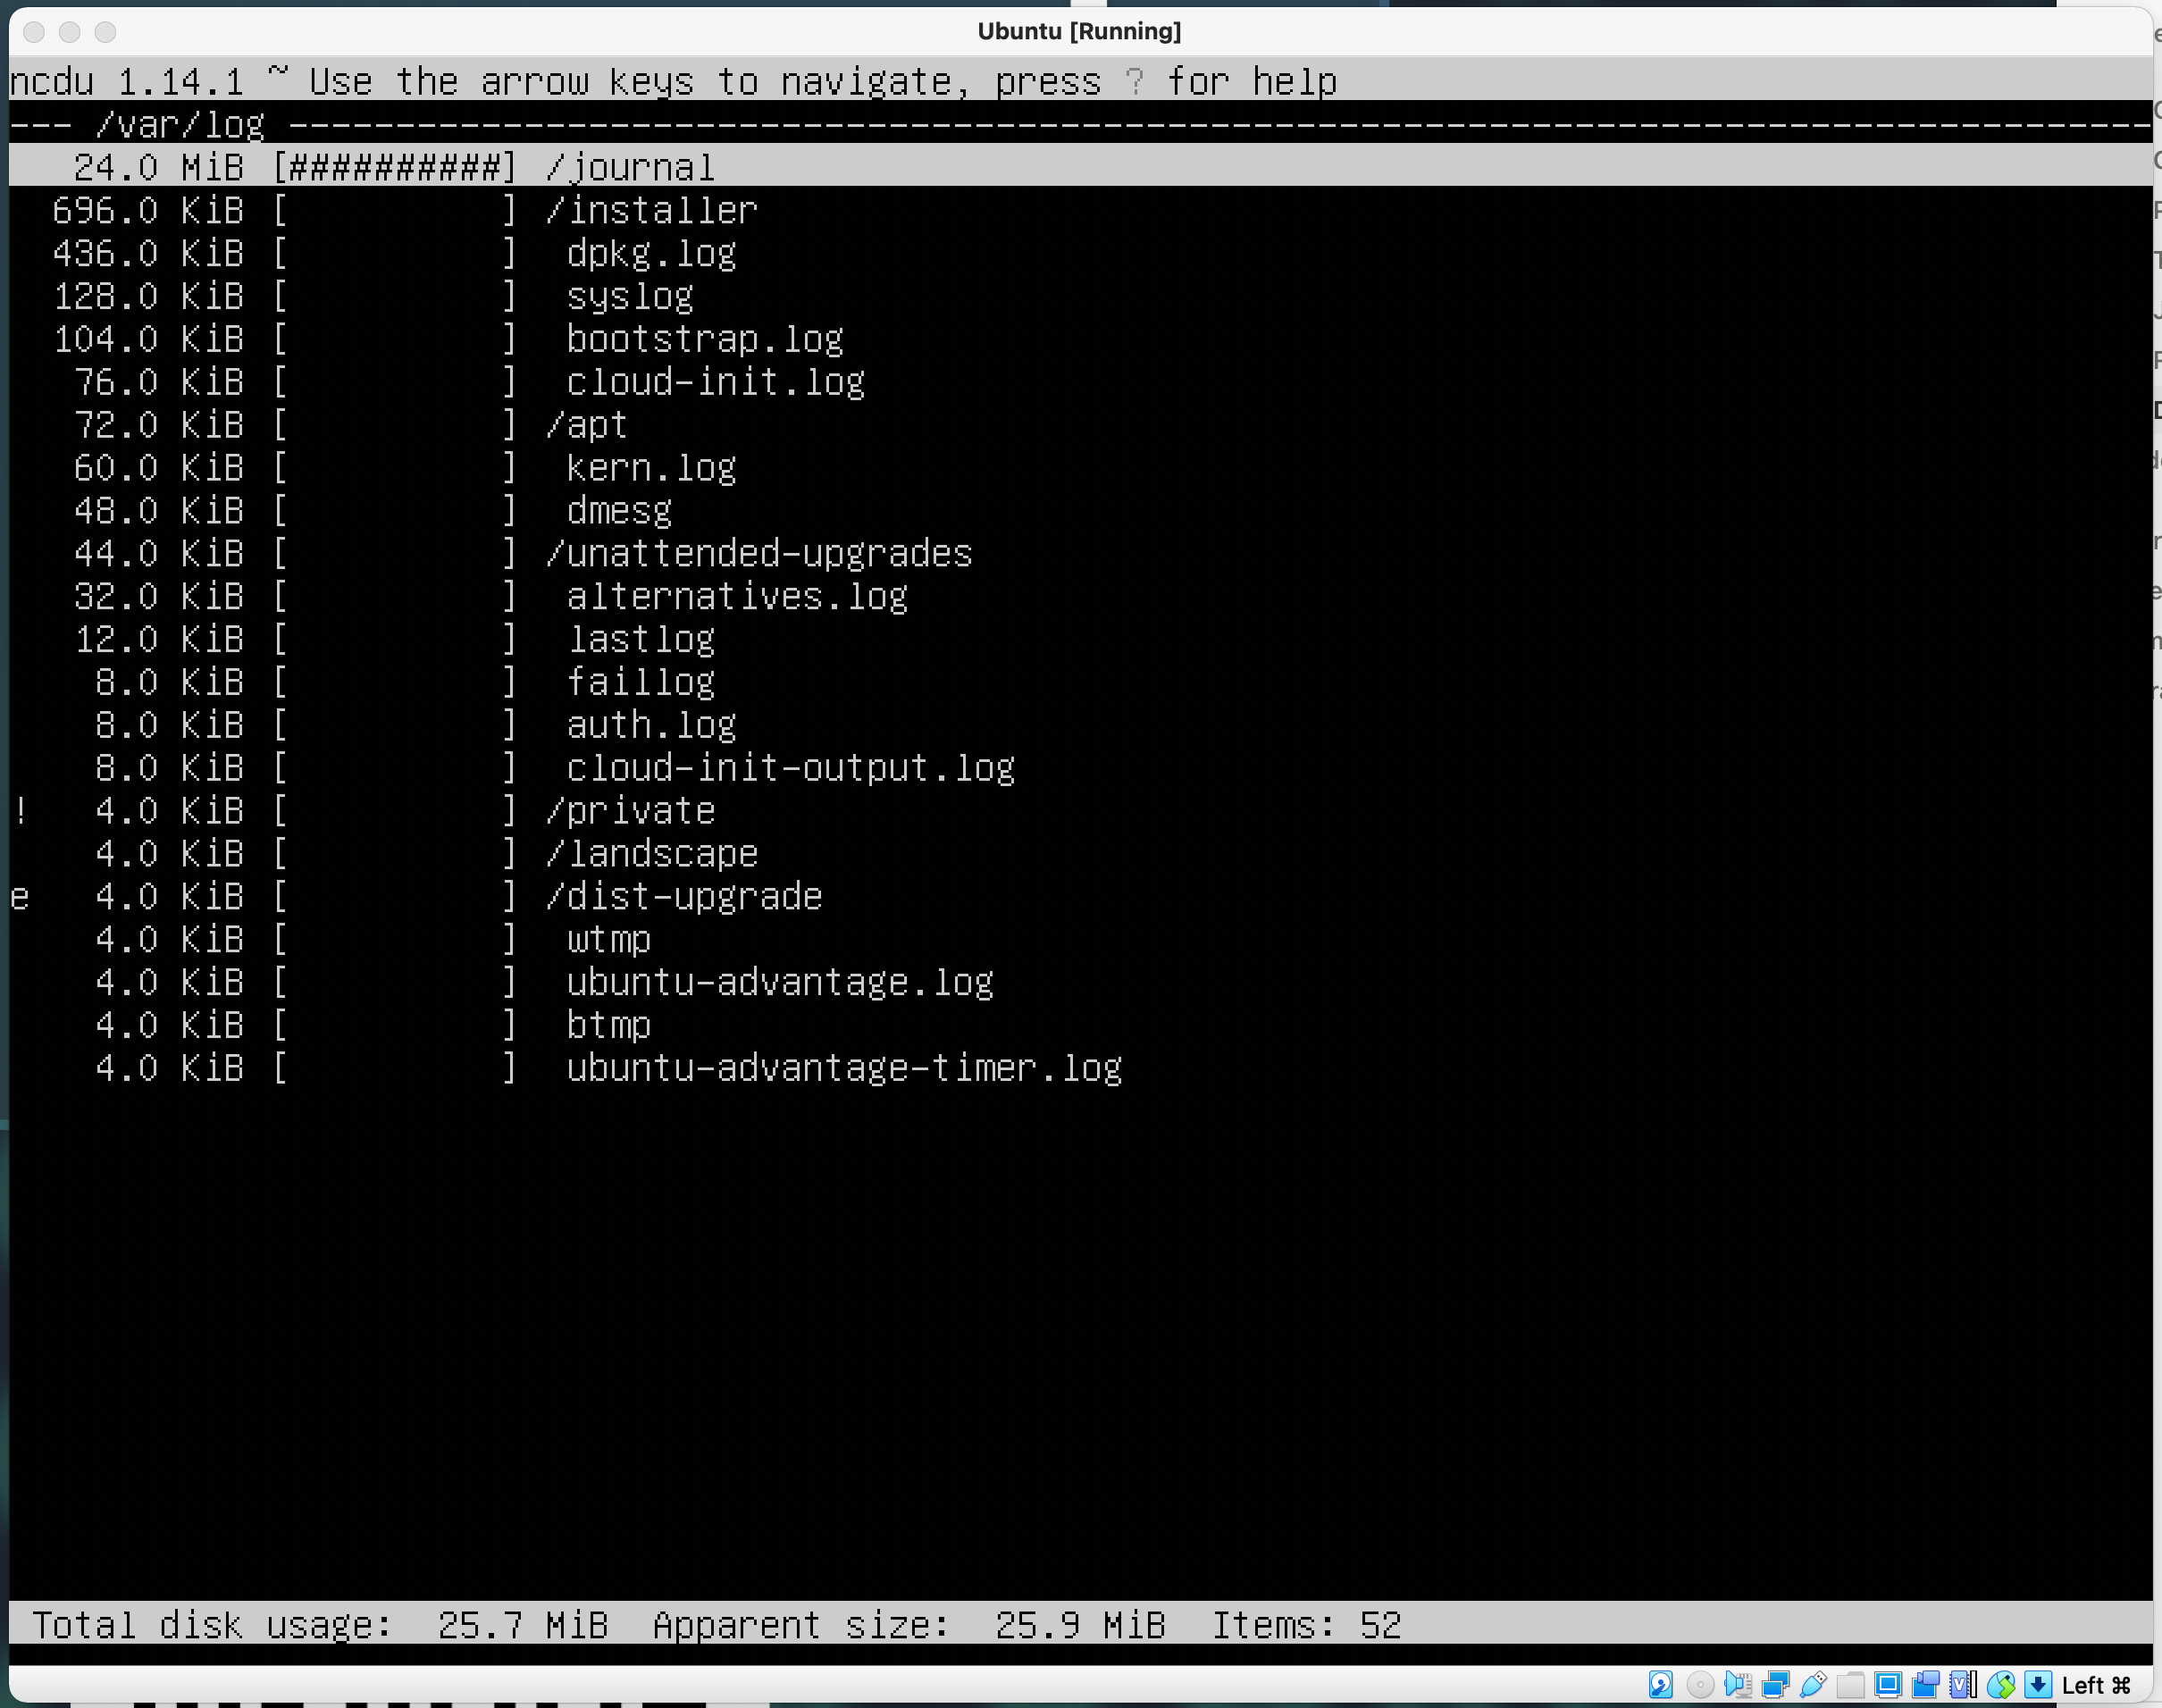 Ubuntu [Running]
ncdu 1.14.1 ~ Use the arrow keys to navigate, press ? for help
--- /var/log ----------------------------------------------------------------------------------------
24.0 MiB [##########] /journal
696.0 KiB [          ] /installer
436.0 KiB [          ]  dpkg.log
128.0 KiB [          ]  syslog
104.0 KiB [          ]  bootstrap.log
76.0 KiB [          ]  cloud-init.log
72.0 KiB [          ] /apt
60.0 KiB [          ]  kern.log
48.0 KiB [          ]  dmesg
44.0 KiB [          ] /unattended-upgrades
32.0 KiB [          ]  alternatives.log
12.0 KiB [          ]  lastlog
8.0 KiB [          ]  faillog
8.0 KiB [          ]  auth.log
8.0 KiB [          ]  cloud-init-output.log
! 4.0 KiB [          ] /private
4.0 KiB [          ] /landscape
e 4.0 KiB [          ] /dist-upgrade
4.0 KiB [          ]  wtmp
4.0 KiB [          ]  ubuntu-advantage.log
4.0 KiB [          ]  btmp
4.0 KiB [          ]  ubuntu-advantage-timer.log
Total disk usage:  25.7 MiB  Apparent size:  25.9 MiB  Items: 52
Left ⌘